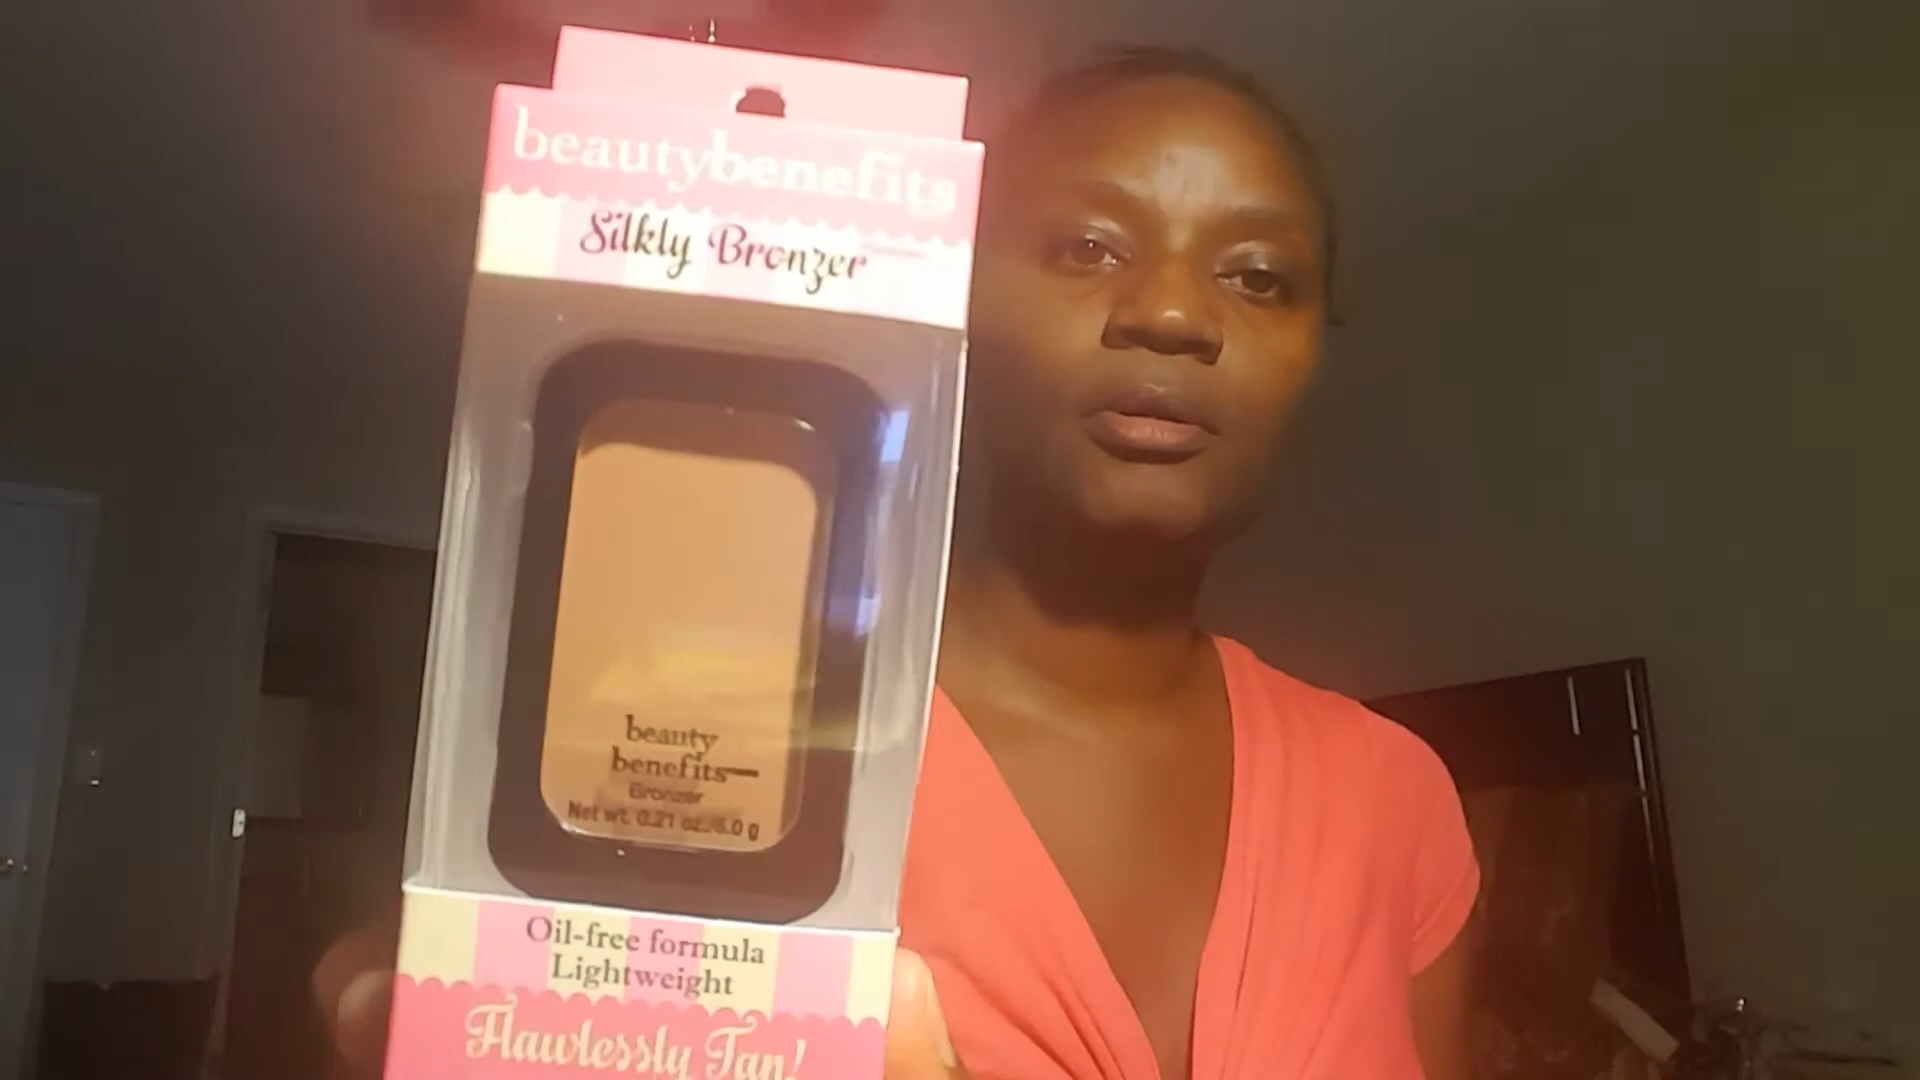 beautybenefits
Silkly Bronzer
beauty
benefits
Bronzer
Net wt. 0.21 oz./6.0 g
Oil-free formula
Lightweight
Flawlessly Tan!